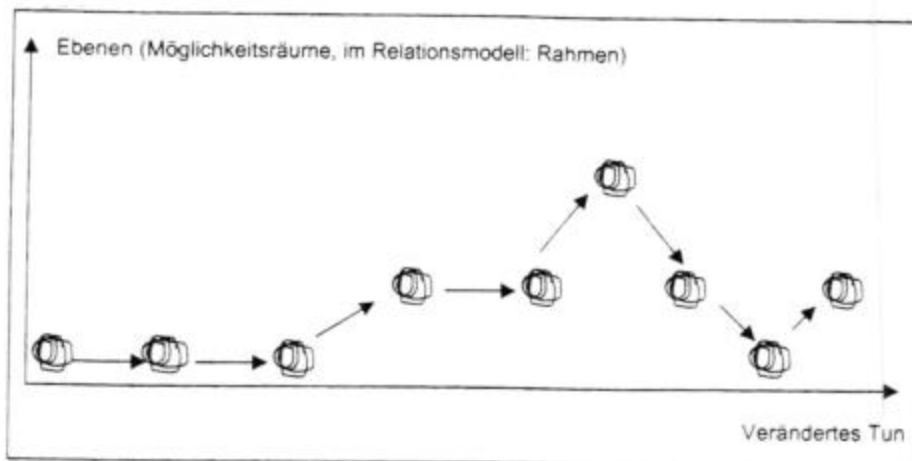 Ebenen (Möglichkeitsräume, im Relationsmodell: Rahmen)
Verändertes Tun